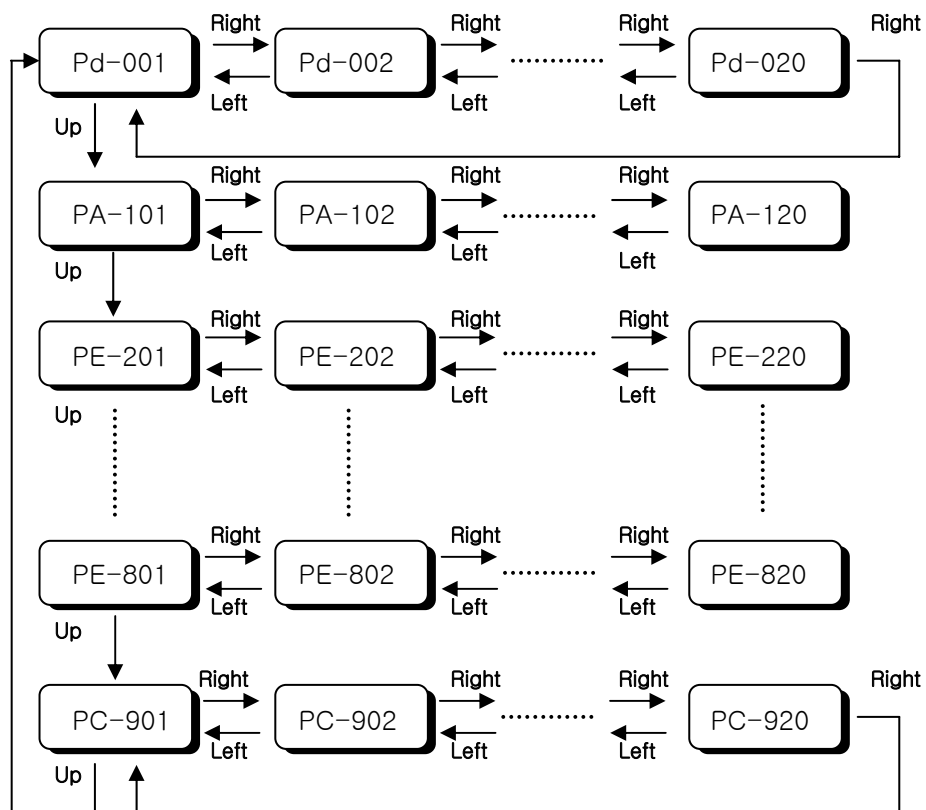 Right Right Right Right
Pd-001 Pd-002 ............. Pd-020
Left Left Left
Up
Right Right Right
PA-101 PA-102 ............. PA-120
Left Left Left
Up
Right Right Right
PE-201 PE-202 ............. PE-220
Left Left Left
Up
Right Right Right
PE-801 PE-802 ............. PE-820
Left Left Left
Up
Right Right Right Right
PC-901 PC-902 ............. PC-920
Left Left Left
Up